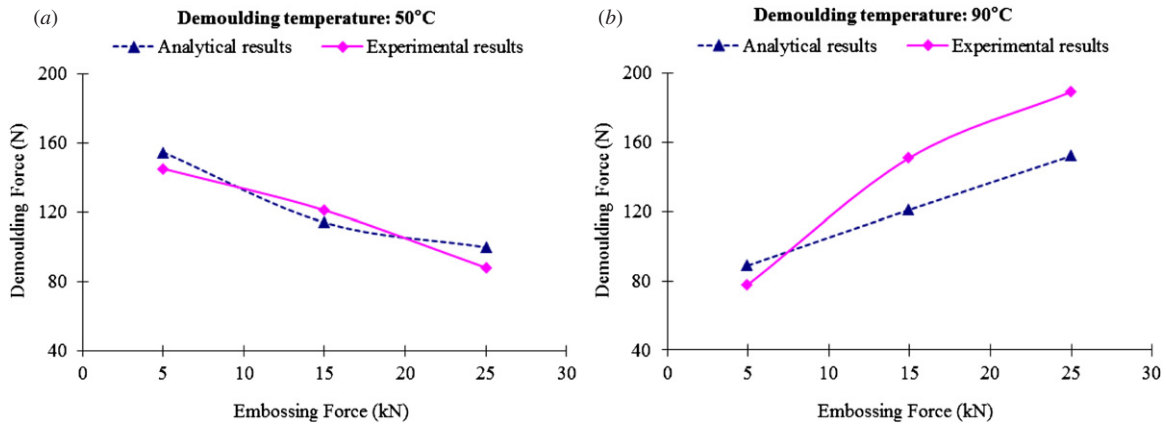 (a) Demoulding temperature: 50°C
Analytical results Experimental results
200
160
120
80
40
0 5 10 15 20 25 30
Demoulding Force (N)
Embossing Force (kN)
(b) Demoulding temperature: 90°C
Analytical results Experimental results
200
160
120
80
40
0 5 10 15 20 25 30
Demoulding Force (N)
Embossing Force (kN)